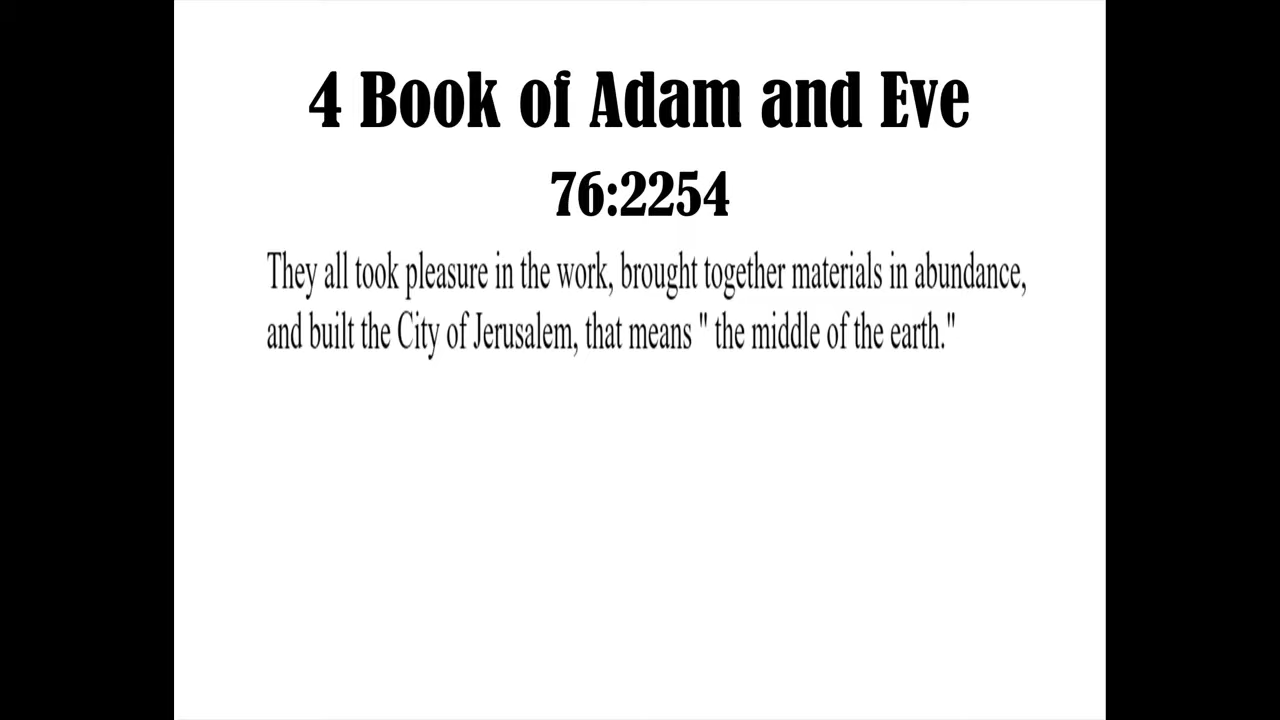 4 Book of Adam and Eve
76:2254
They all took pleasure in the work, brought together materials in abundance,
and built the City of Jerusalem, that means " the middle of the earth."